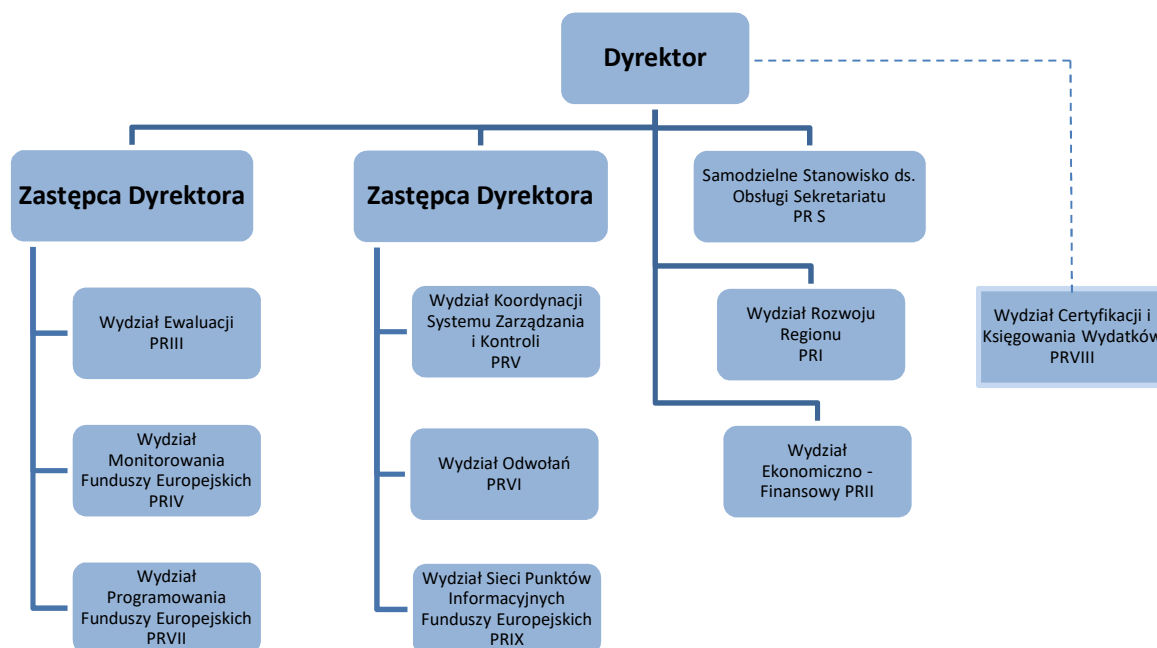 Dyrektor
Zastępca Dyrektora
Zastępca Dyrektora
Samodzielne Stanowisko ds.
Obsługi Sekretariatu
PR S
Wydział Ewaluacji
PRIII
Wydział Koordynacji
Systemu Zarządzania
i Kontroli
PRV
Wydział Rozwoju
Regionu
PRI
Wydział Certyfikacji i
Księgowania Wydatków
PRVIII
Wydział
Monitorowania
Funduszy Europejskich
PRIV
Wydział Odwołań
PRVI
Wydział
Ekonomiczno -
Finansowy PRII
Wydział
Programowania
Funduszy Europejskich
PRVII
Wydział Sieci Punktów
Informacyjnych
Funduszy Europejskich
PRIX